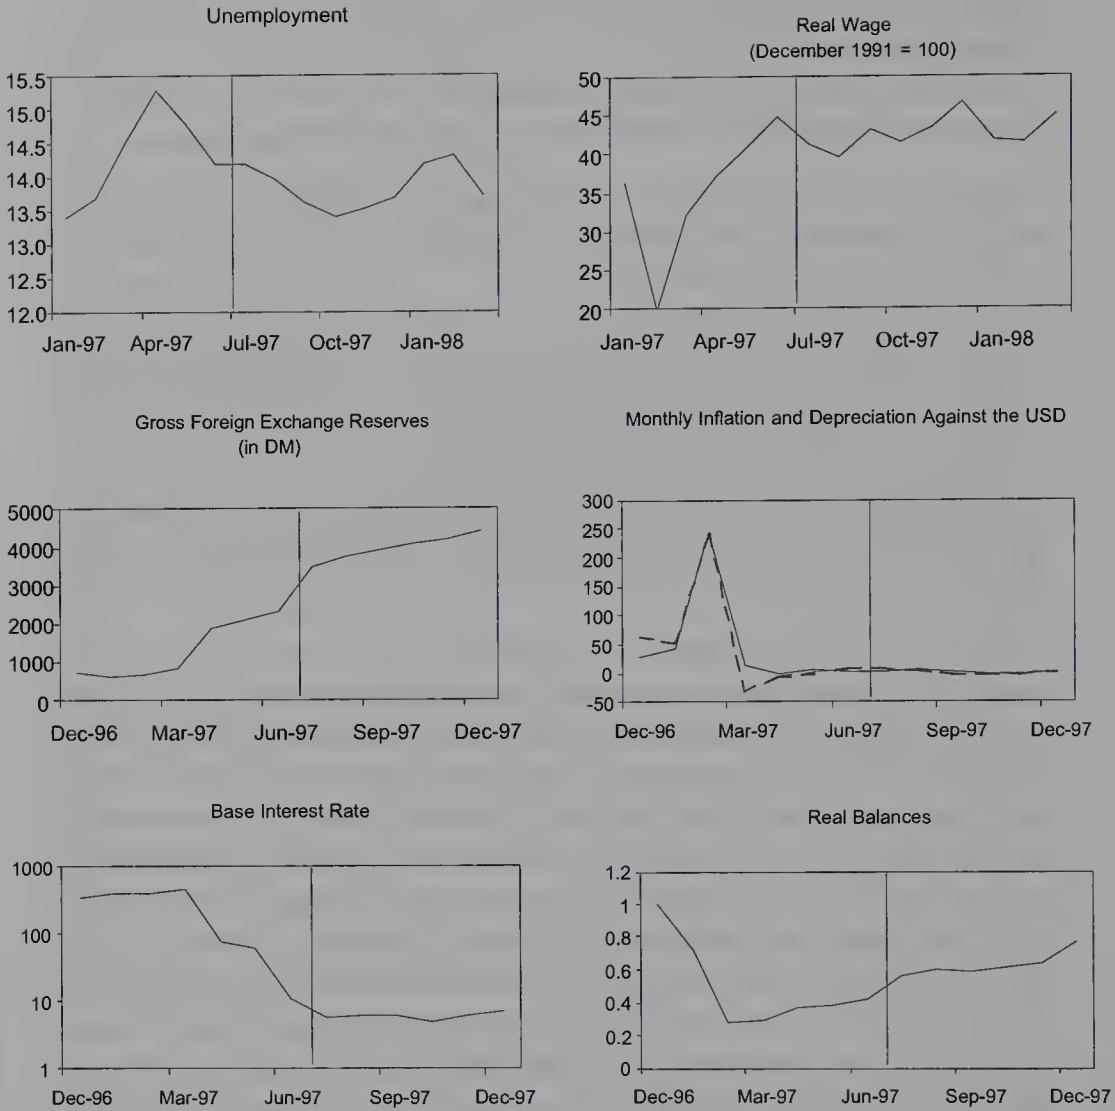 Unemployment
15.5
15.0
14.5
14.0
13.5
13.0
12.5
12.0
Jan-97 Apr-97 Jul-97 Oct-97 Jan-98
Real Wage
(December 1991 = 100)
50
45
40
35
30
25
20
Jan-97 Apr-97 Jul-97 Oct-97 Jan-98
Gross Foreign Exchange Reserves
(in DM)
5000
4000
3000
2000
1000
0
Dec-96 Mar-97 Jun-97 Sep-97 Dec-97
Monthly Inflation and Depreciation Against the USD
300
250
200
150
100
50
0
-50
Dec-96 Mar-97 Jun-97 Sep-97 Dec-97
Base Interest Rate
1000
100
10
1
Dec-96 Mar-97 Jun-97 Sep-97 Dec-97
Real Balances
1.2
1
0.8
0.6
0.4
0.2
0
Dec-96 Mar-97 Jun-97 Sep-97 Dec-97